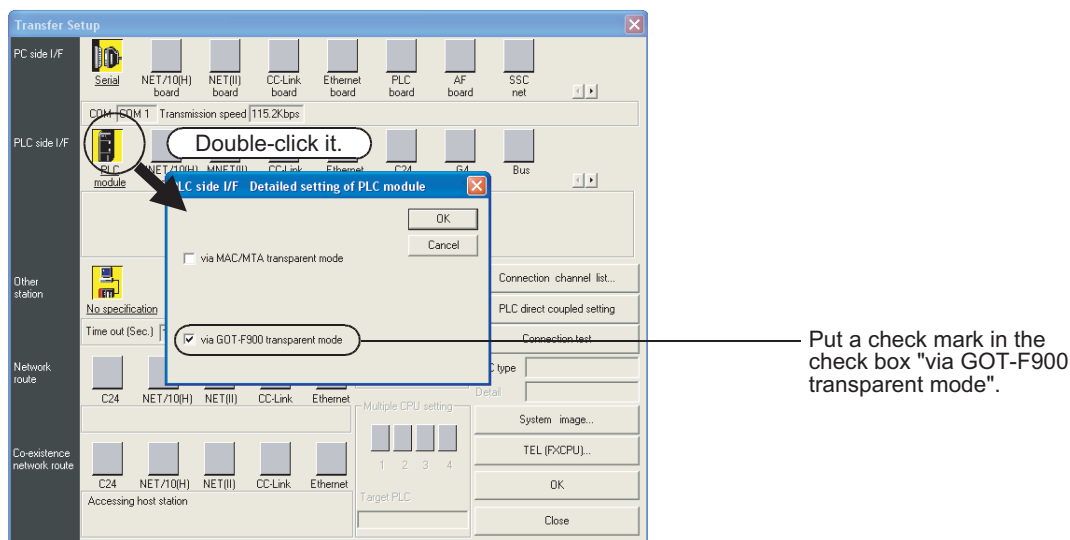 Transfer Setup
PC side I/F
Serial
NET/10(H) board
NET(II) board
CC-Link board
Ethernet board
PLC board
AF board
SSC net
COM COM 1 Transmission speed 115.2Kbps
PLC side I/F
Double-click it.
PLC module
MNET(II)
CC-Link
Ethernet
C24
G4
Bus
PLC side I/F Detailed setting of PLC module
OK
Cancel
via MAC/MTA transparent mode
via GOT-F900 transparent mode
Put a check mark in the
check box "via GOT-F900
transparent mode".
Other station
No specification
Time out (Sec.)
Connection channel list...
PLC direct coupled setting
Connection test
type
Detail
System image...
TEL (FXCPU)...
OK
Close
Network route
C24
NET/10(H)
NET(II)
CC-Link
Ethernet
Multiple CPU setting
1 2 3 4
Target PLC
Co-existence network route
C24
NET/10(H)
NET(II)
CC-Link
Ethernet
Accessing host station